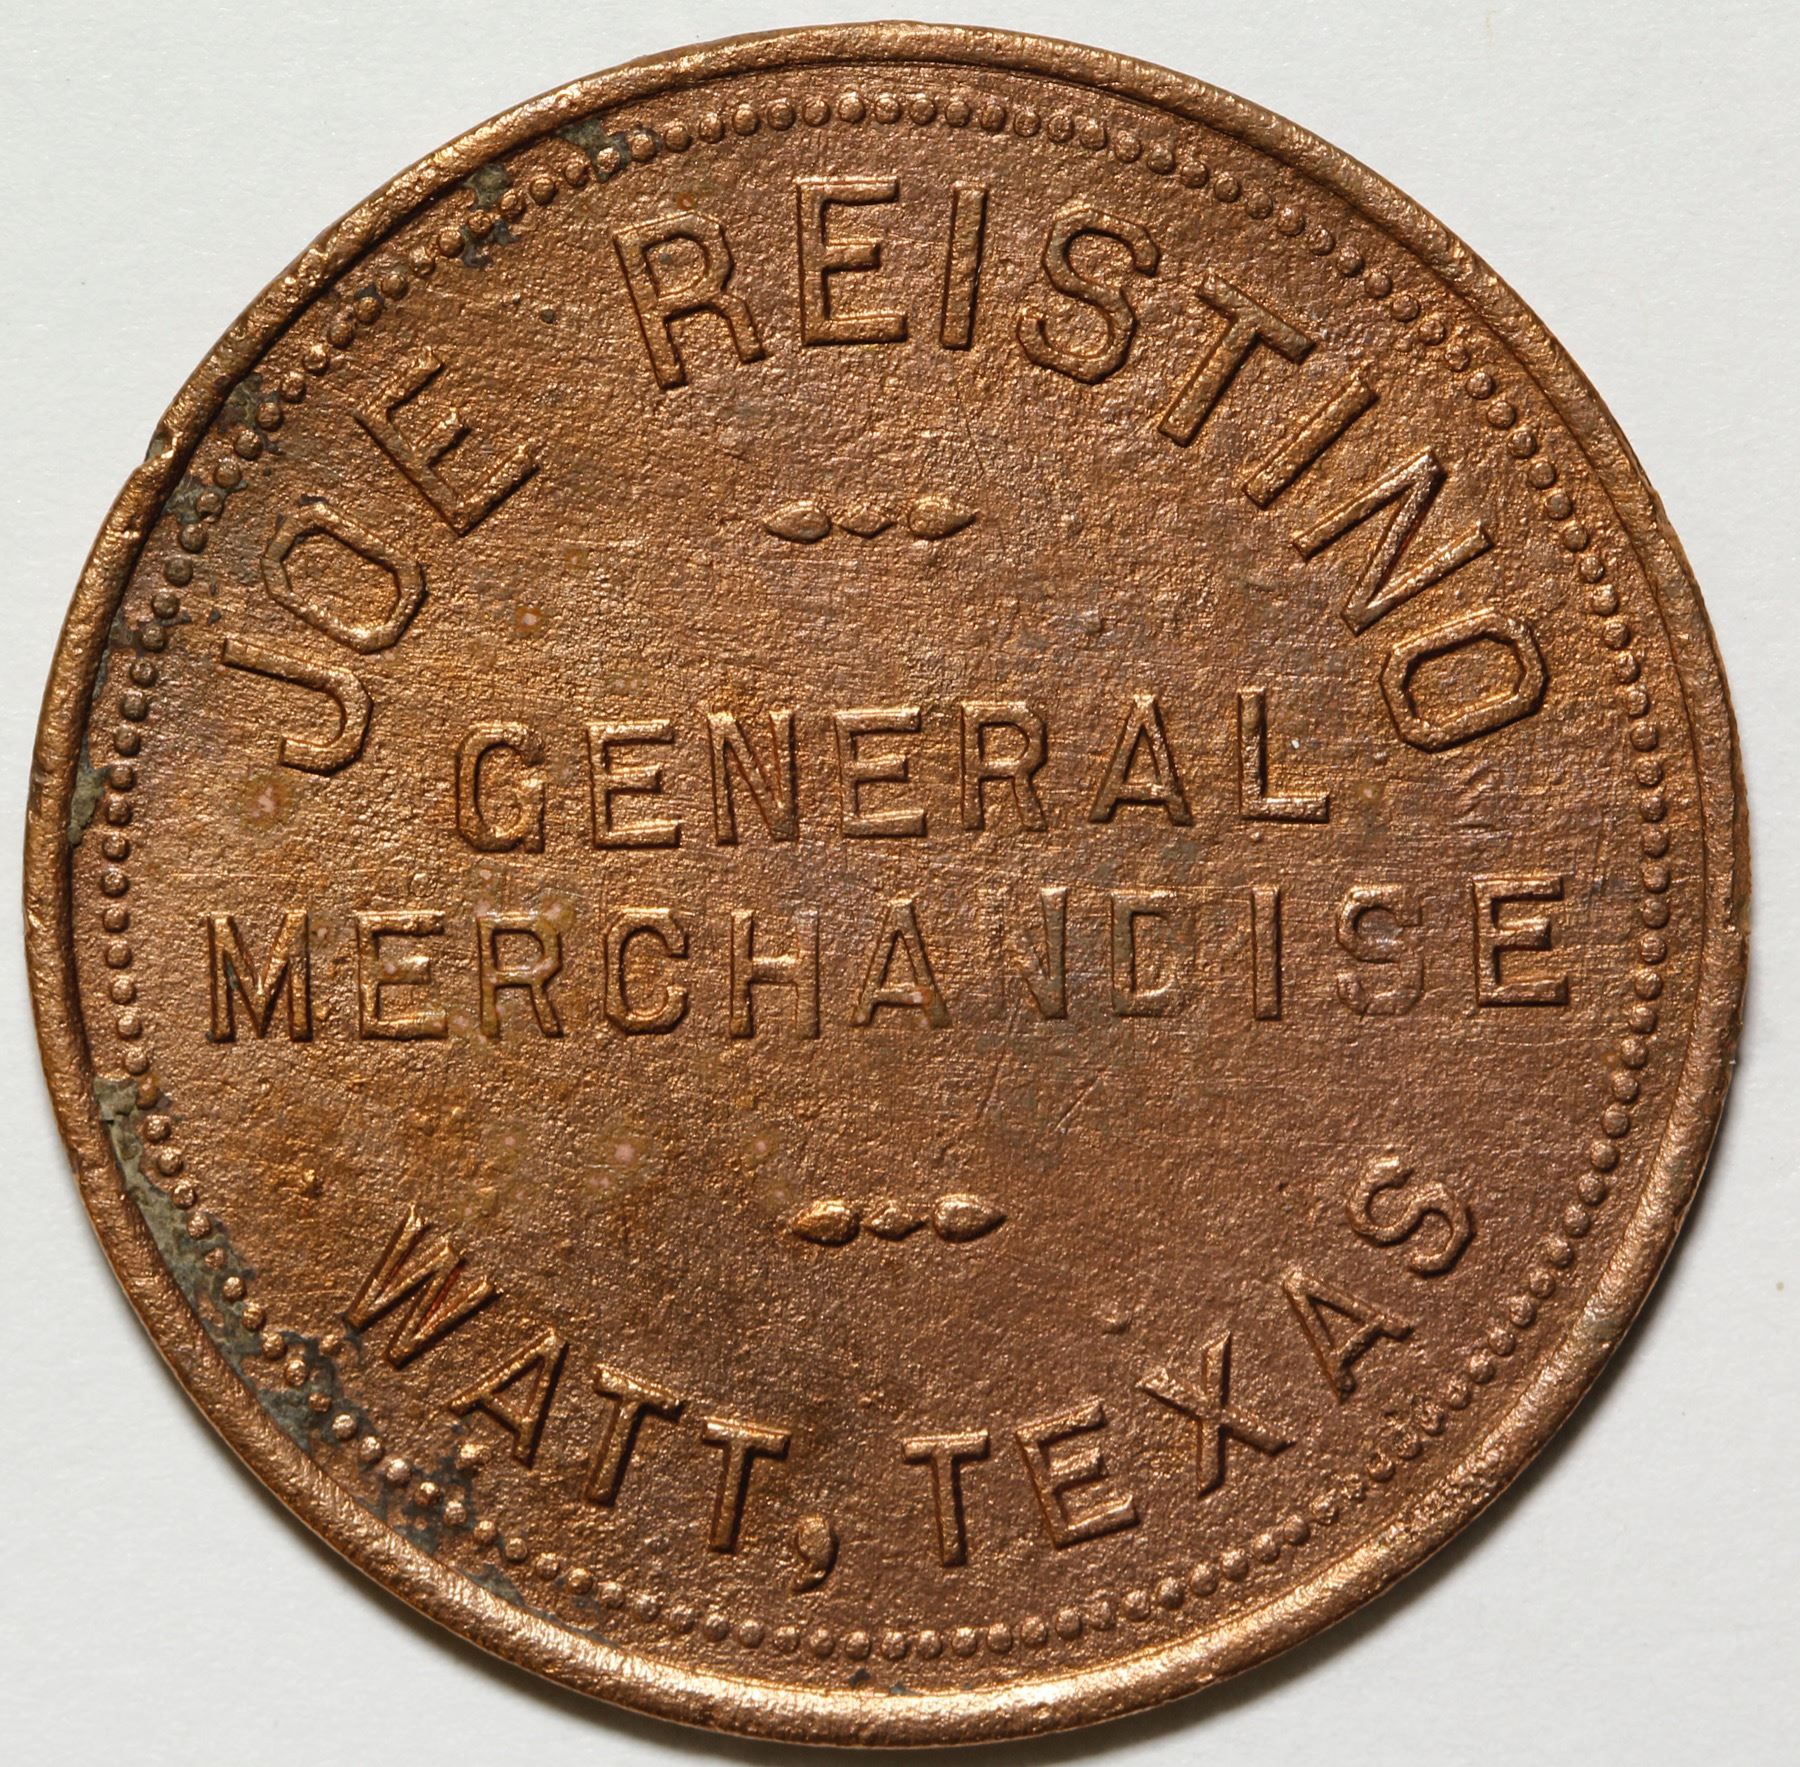 JOE REISTINO
GENERAL
MERCHANDISE
WATT, TEXAS